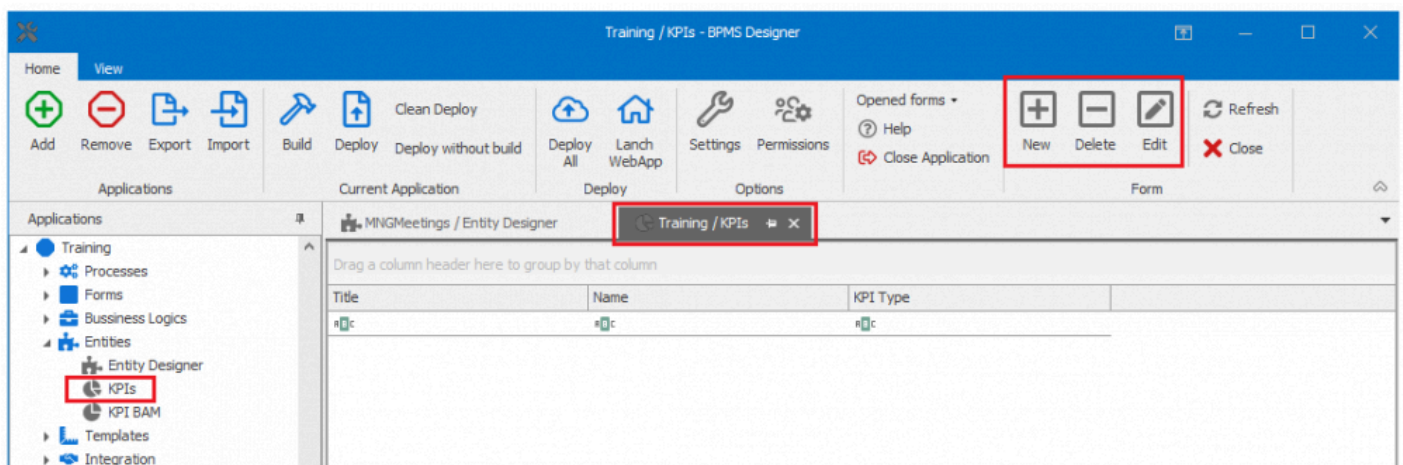 Training / KPIs - BPMS Designer
Home View
Add Remove Export Import
Applications
Build Deploy
Clean Deploy
Deploy without build
Current Application
Deploy All
Lanch WebApp
Deploy
Settings Permissions
Options
Opened forms
Help
Close Application
New Delete Edit
Refresh
Close
Form
Applications
MNGMeetings / Entity Designer
Training / KPIs
Training
Processes
Forms
Bussiness Logics
Entities
Entity Designer
KPIs
KPI BAM
Templates
Integration
Drag a column header here to group by that column
Title Name KPI Type